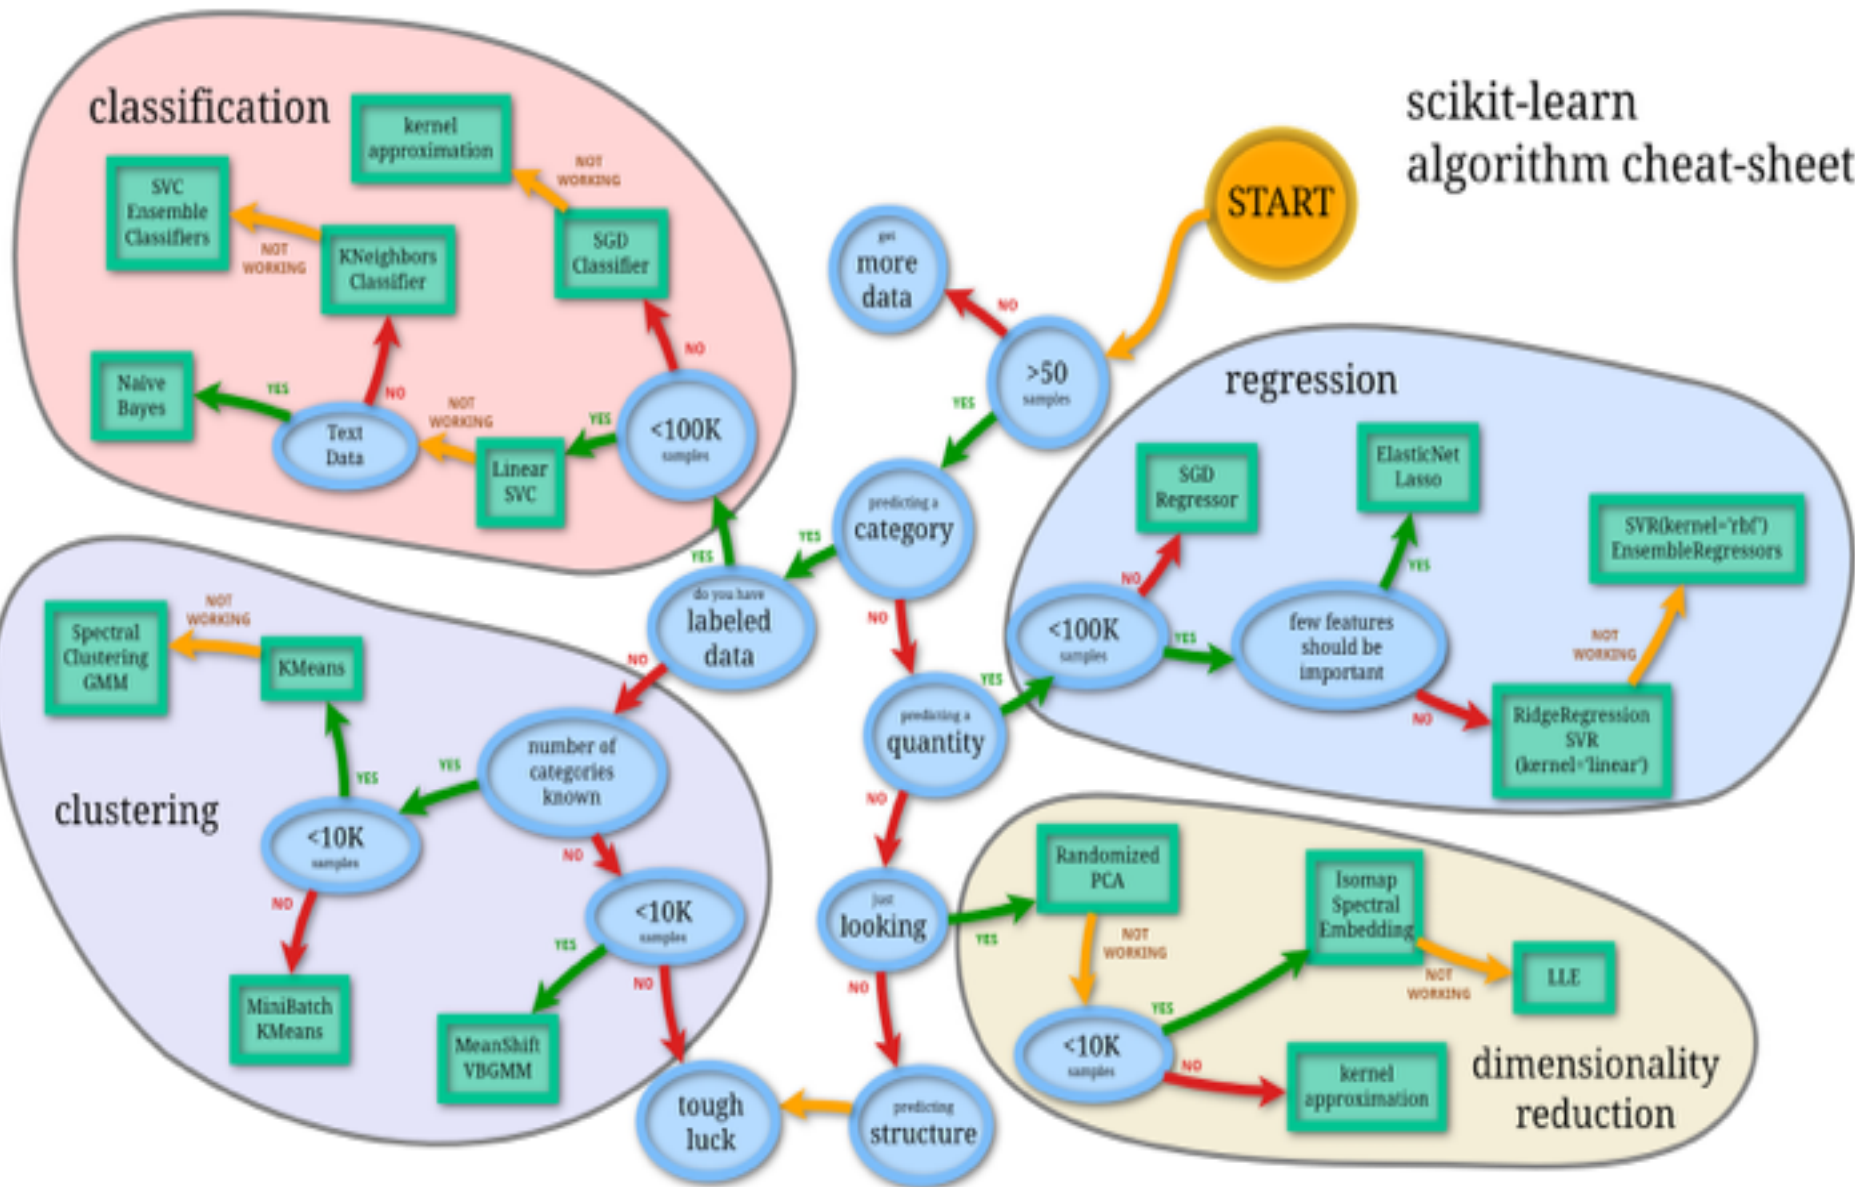 scikit-learn
algorithm cheat-sheet
START
classification
kernel
approximation
NOT
WORKING
SVC
Ensemble
Classifiers
NOT
WORKING
KNeighbors
Classifier
SGD
Classifier
NO
Naive
Bayes
YES
Text
Data
NO
NOT
WORKING
Linear
SVC
YES
<100K
samples
YES
get
more
data
NO
>50
samples
YES
predicting a
category
YES
NO
do you have
labeled
data
NO
predicting a
quantity
YES
NO
just
looking
YES
NO
predicting
structure
tough
luck
regression
SGD
Regressor
NO
<100K
samples
YES
ElasticNet
Lasso
YES
few features
should be
important
NO
SVR(kernel='rbf')
EnsembleRegressors
NOT
WORKING
RidgeRegression
SVR
(kernel='linear')
clustering
Spectral
Clustering
GMM
NOT
WORKING
KMeans
YES
number of
categories
known
YES
NO
<10K
samples
NO
MiniBatch
KMeans
<10K
samples
YES
NO
MeanShift
VBGMM
dimensionality
reduction
Randomized
PCA
NOT
WORKING
<10K
samples
YES
NO
Isomap
Spectral
Embedding
NOT
WORKING
LLE
kernel
approximation